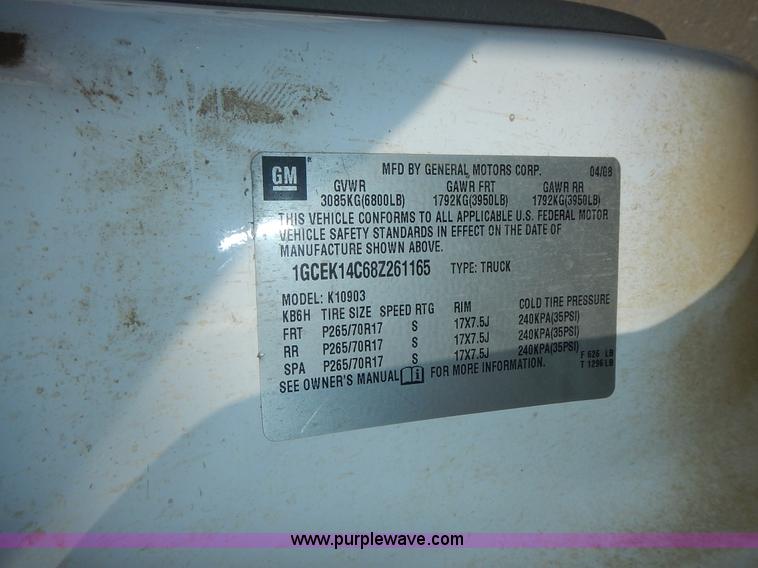 GM
MFD BY GENERAL MOTORS CORP. 04/08
GVWR GAWR FRT GAWR RR
3085KG(6800LB) 1792KG(3950LB) 1792KG(3950LB)
THIS VEHICLE CONFORMS TO ALL APPLICABLE U.S. FEDERAL MOTOR
VEHICLE SAFETY STANDARDS IN EFFECT ON THE DATE OF
MANUFACTURE SHOWN ABOVE.
1GCEK14C68Z261165 TYPE: TRUCK
MODEL: K10903
KB6H TIRE SIZE SPEED RTG RIM COLD TIRE PRESSURE
FRT P265/70R17 S 17X7.5J 240KPA(35PSI)
RR P265/70R17 S 17X7.5J 240KPA(35PSI)
SPA P265/70R17 S 17X7.5J 240KPA(35PSI)
SEE OWNER'S MANUAL FOR MORE INFORMATION.
F 626 LB
T 1296 LB
www.purplewave.com